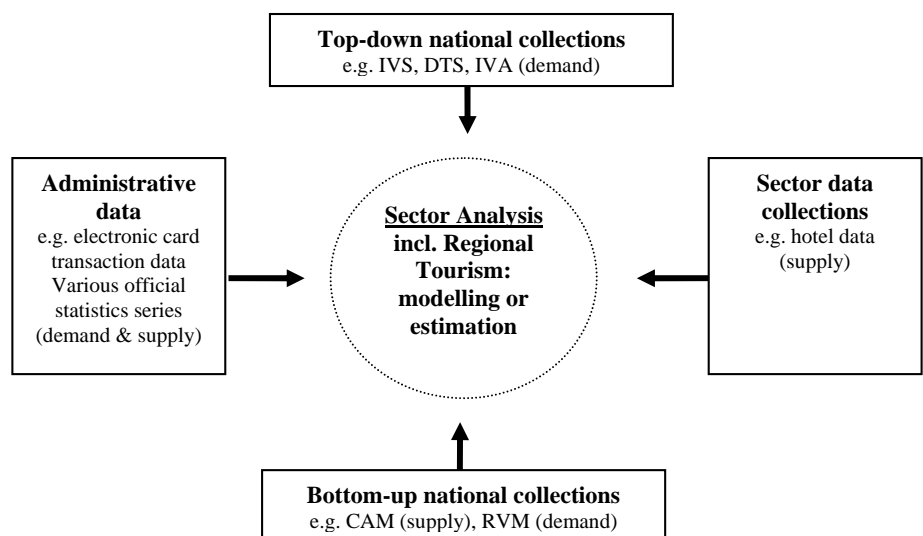 Top-down national collections
e.g. IVS, DTS, IVA (demand)
Administrative
data
e.g. electronic card
transaction data
Various official
statistics series
(demand & supply)
Sector Analysis
incl. Regional
Tourism:
modelling or
estimation
Sector data
collections
e.g. hotel data
(supply)
Bottom-up national collections
e.g. CAM (supply), RVM (demand)